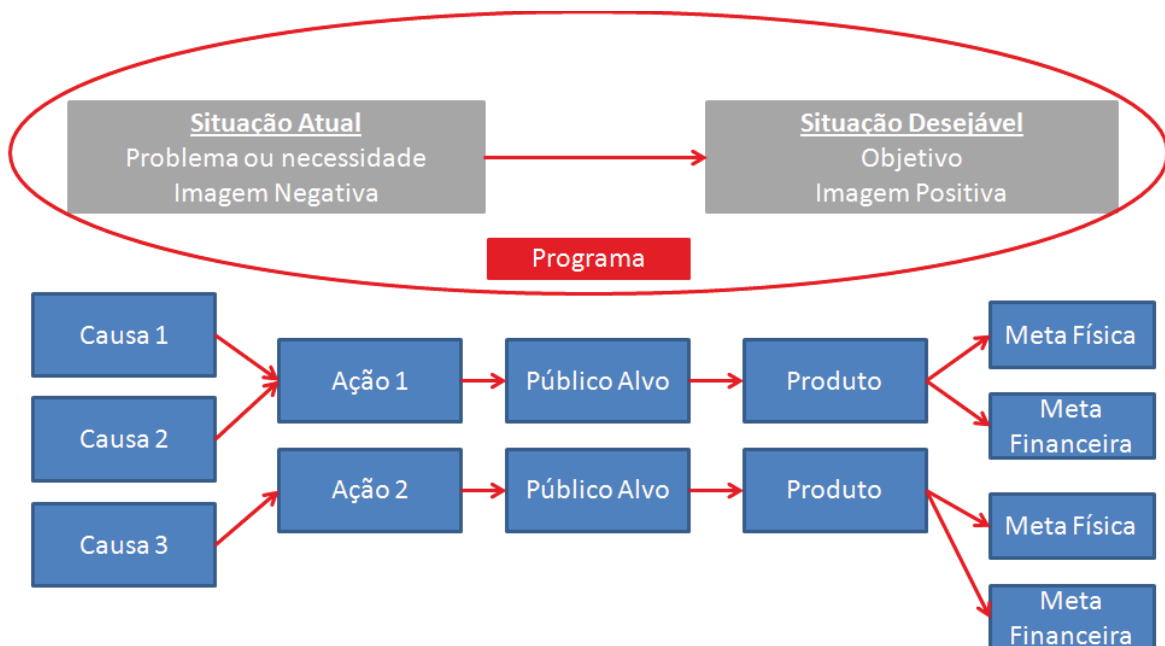 Situação Atual
Problema ou necessidade
Imagem Negativa
Situação Desejável
Objetivo
Imagem Positiva
Programa
Causa 1
Causa 2
Causa 3
Ação 1
Público Alvo
Produto
Meta Física
Meta
Financeira
Ação 2
Público Alvo
Produto
Meta Física
Meta
Financeira